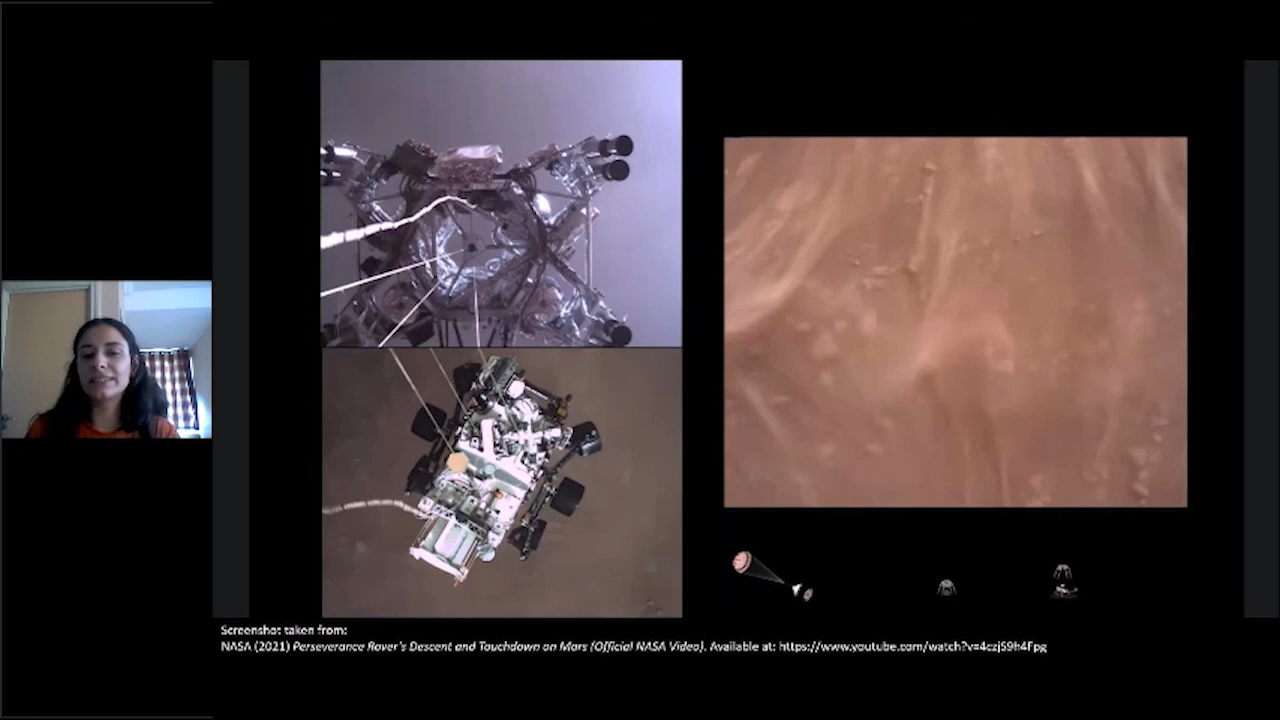 Screenshot taken from:
NASA (2021) Perseverance Rover's Descent and Touchdown on Mars (Official NASA Video). Available at: https://www.youtube.com/watch?v=4czjS9h4Fpg